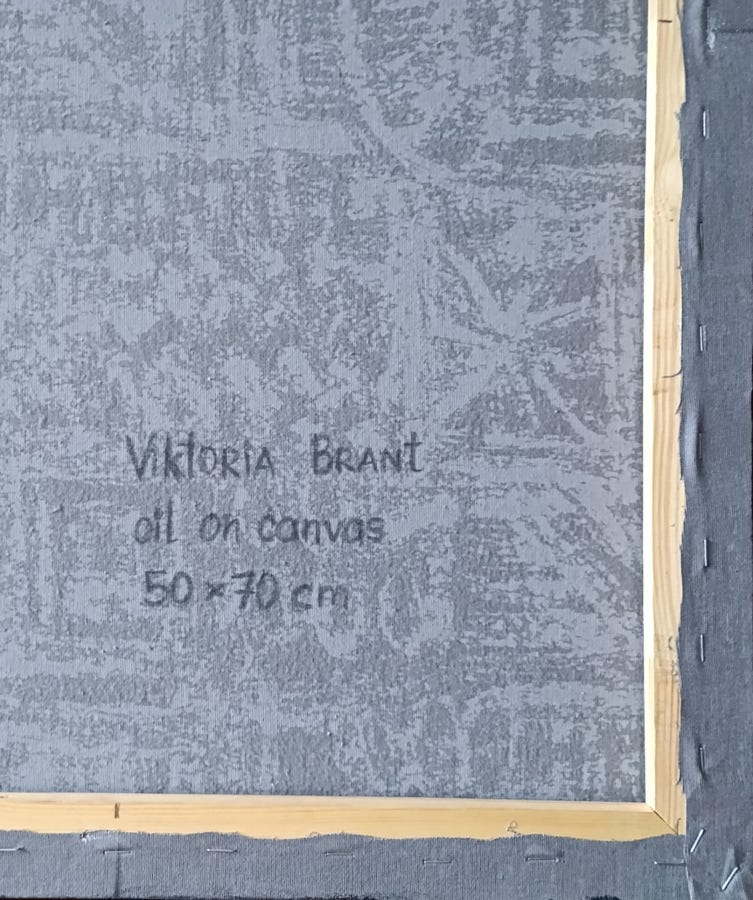 Viktoria BRANt
oil on canvas
50 × 70 cm